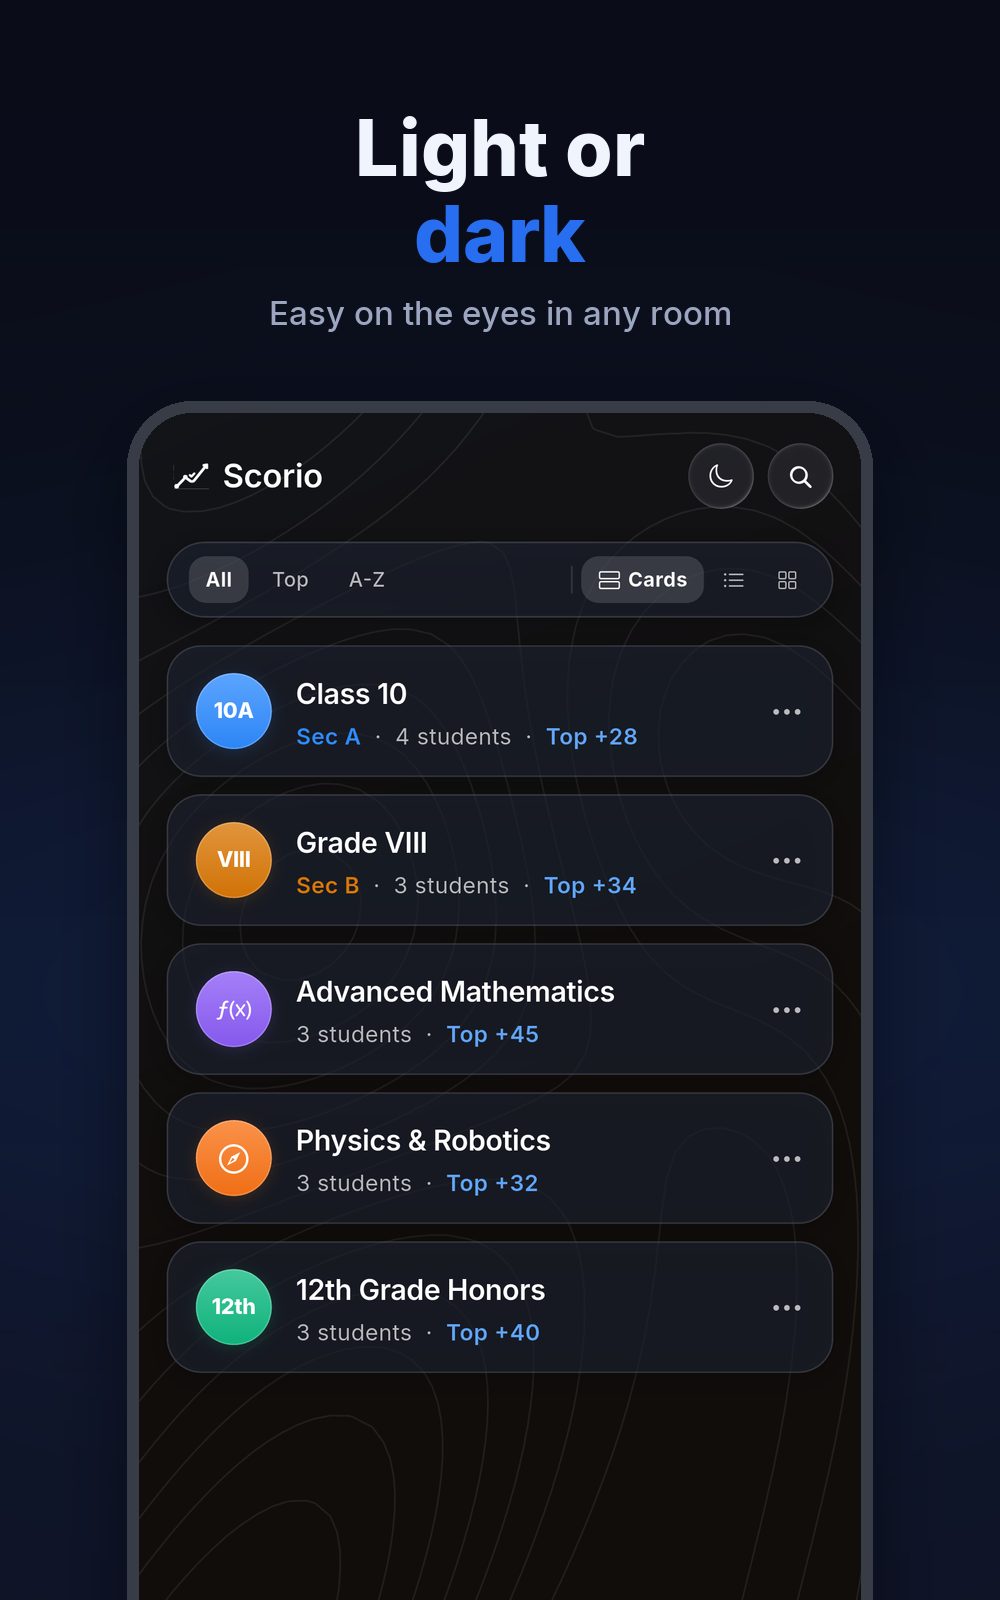 Light or
dark
Easy on the eyes in any room
Scorio
All Top A-Z Cards
10A
Class 10
Sec A · 4 students · Top +28
VIII
Grade VIII
Sec B · 3 students · Top +34
f(x)
Advanced Mathematics
3 students · Top +45
Physics & Robotics
3 students · Top +32
12th
12th Grade Honors
3 students · Top +40